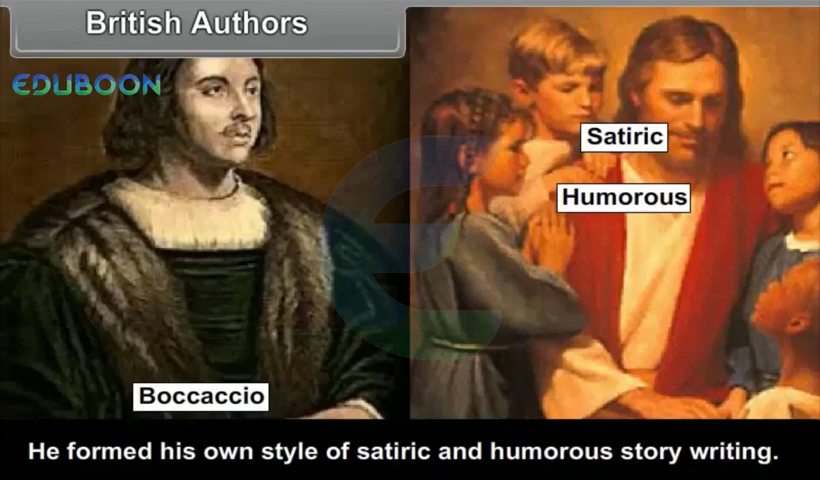 British Authors
EDUBOON
Satiric
Humorous
Boccaccio
He formed his own style of satiric and humorous story writing.